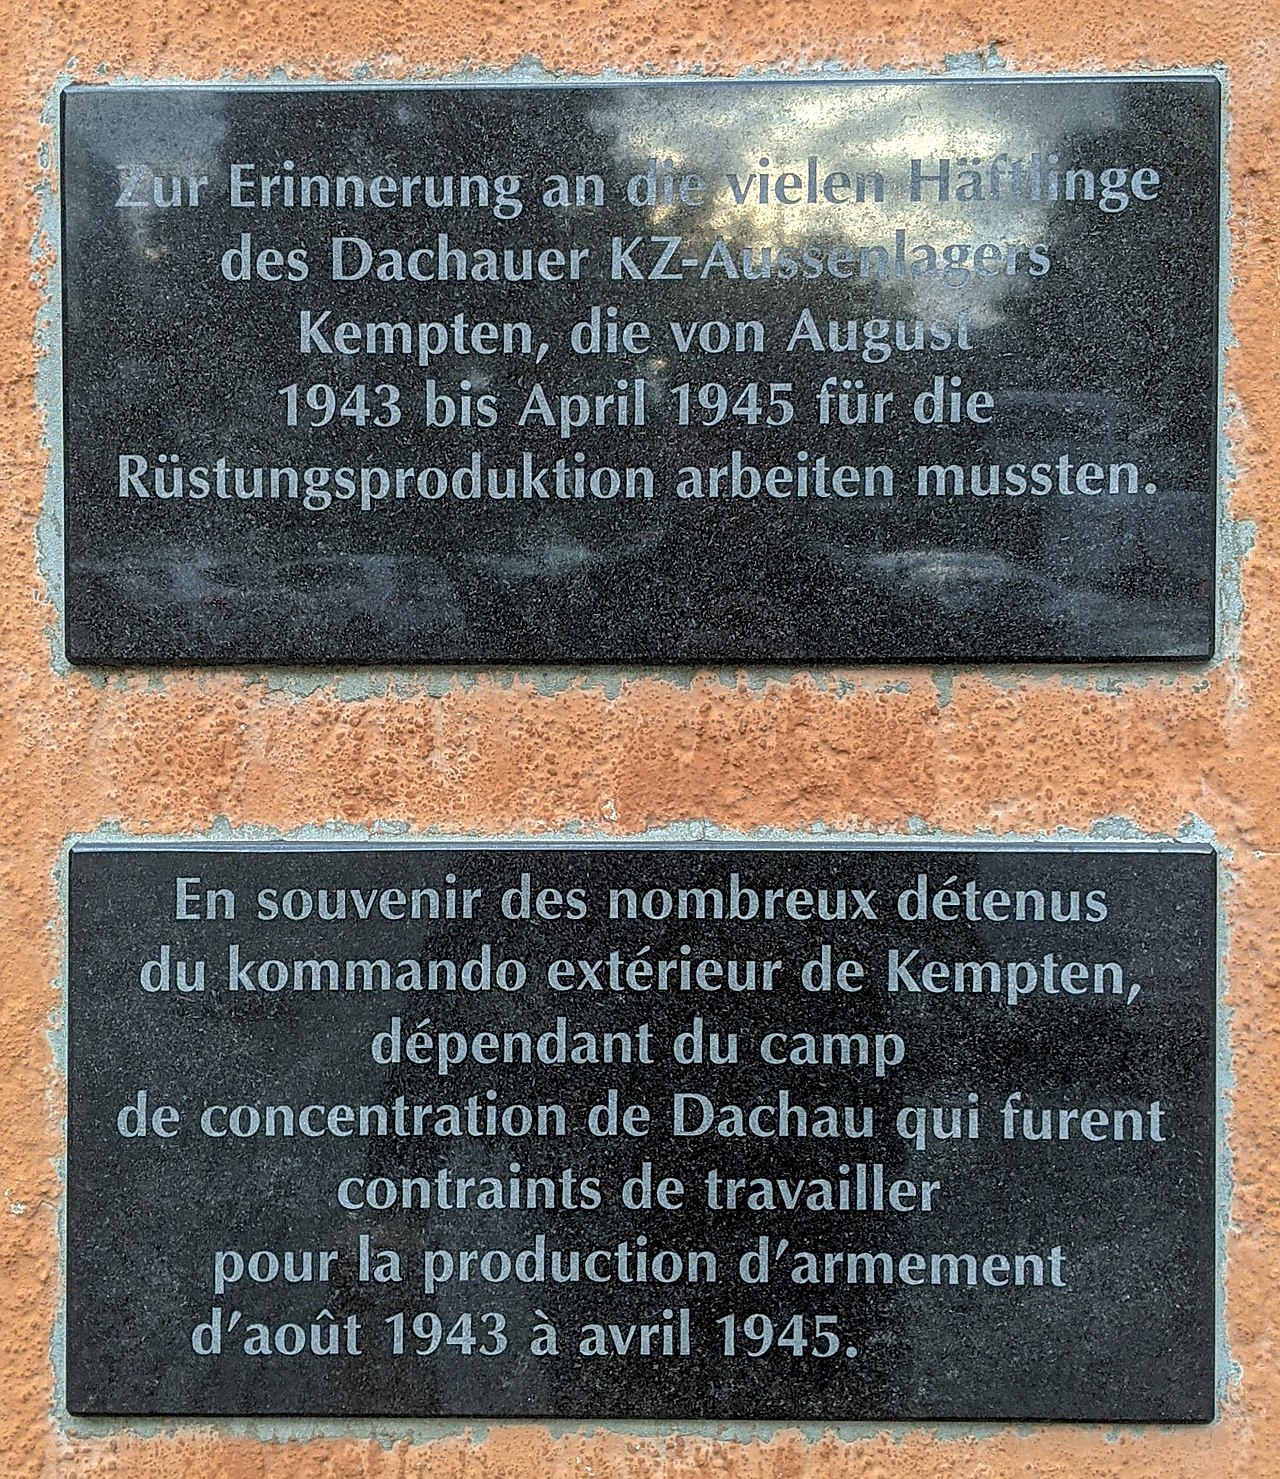 Zur Erinnerung an die vielen Häftlinge
des Dachauer KZ-Aussenlagers
Kempten, die von August
1943 bis April 1945 für die
Rüstungsproduktion arbeiten mussten.
En souvenir des nombreux détenus
du kommando extérieur de Kempten,
dépendant du camp
de concentration de Dachau qui furent
contraints de travailler
pour la production d'armement
d'août 1943 à avril 1945.